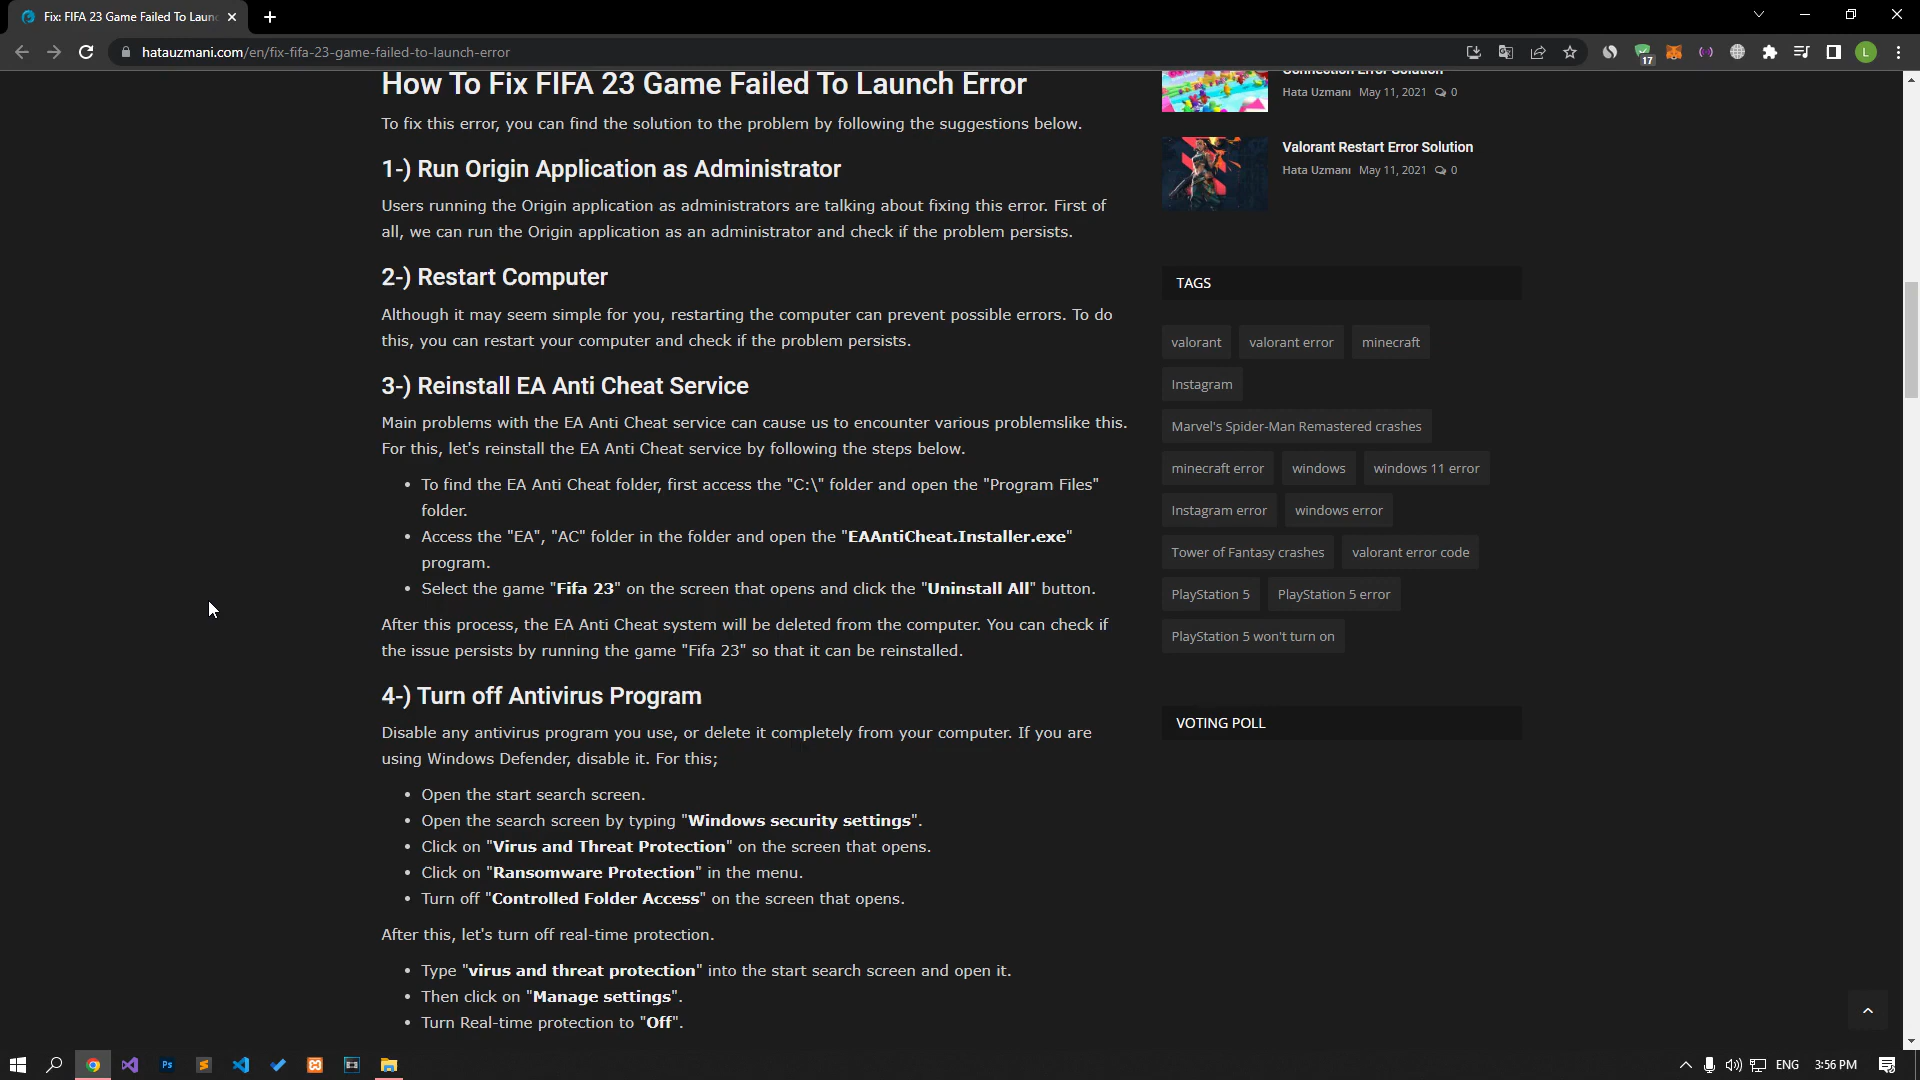 Fix: FIFA 23 Game Failed To Laun
hatauzmani.com/en/fix-fifa-23-game-failed-to-launch-error
17
L
How To Fix FIFA 23 Game Failed To Launch Error
To fix this error, you can find the solution to the problem by following the suggestions below.
1-) Run Origin Application as Administrator
Users running the Origin application as administrators are talking about fixing this error. First of
all, we can run the Origin application as an administrator and check if the problem persists.
2-) Restart Computer
Although it may seem simple for you, restarting the computer can prevent possible errors. To do
this, you can restart your computer and check if the problem persists.
3-) Reinstall EA Anti Cheat Service
Main problems with the EA Anti Cheat service can cause us to encounter various problemslike this.
For this, let's reinstall the EA Anti Cheat service by following the steps below.
• To find the EA Anti Cheat folder, first access the "C:\" folder and open the "Program Files"
folder.
• Access the "EA", "AC" folder in the folder and open the "EAAntiCheat.Installer.exe"
program.
• Select the game "Fifa 23" on the screen that opens and click the "Uninstall All" button.
After this process, the EA Anti Cheat system will be deleted from the computer. You can check if
the issue persists by running the game "Fifa 23" so that it can be reinstalled.
4-) Turn off Antivirus Program
Disable any antivirus program you use, or delete it completely from your computer. If you are
using Windows Defender, disable it. For this;
• Open the start search screen.
• Open the search screen by typing "Windows security settings".
• Click on "Virus and Threat Protection" on the screen that opens.
• Click on "Ransomware Protection" in the menu.
• Turn off "Controlled Folder Access" on the screen that opens.
After this, let's turn off real-time protection.
• Type "virus and threat protection" into the start search screen and open it.
• Then click on "Manage settings".
• Turn Real-time protection to "Off".
Connection Error Solution
Hata Uzmanı May 11, 2021 0
Valorant Restart Error Solution
Hata Uzmanı May 11, 2021 0
TAGS
valorant valorant error minecraft
Instagram
Marvel's Spider-Man Remastered crashes
minecraft error windows windows 11 error
Instagram error windows error
Tower of Fantasy crashes valorant error code
PlayStation 5 PlayStation 5 error
PlayStation 5 won't turn on
VOTING POLL
Ps
ENG 3:56 PM